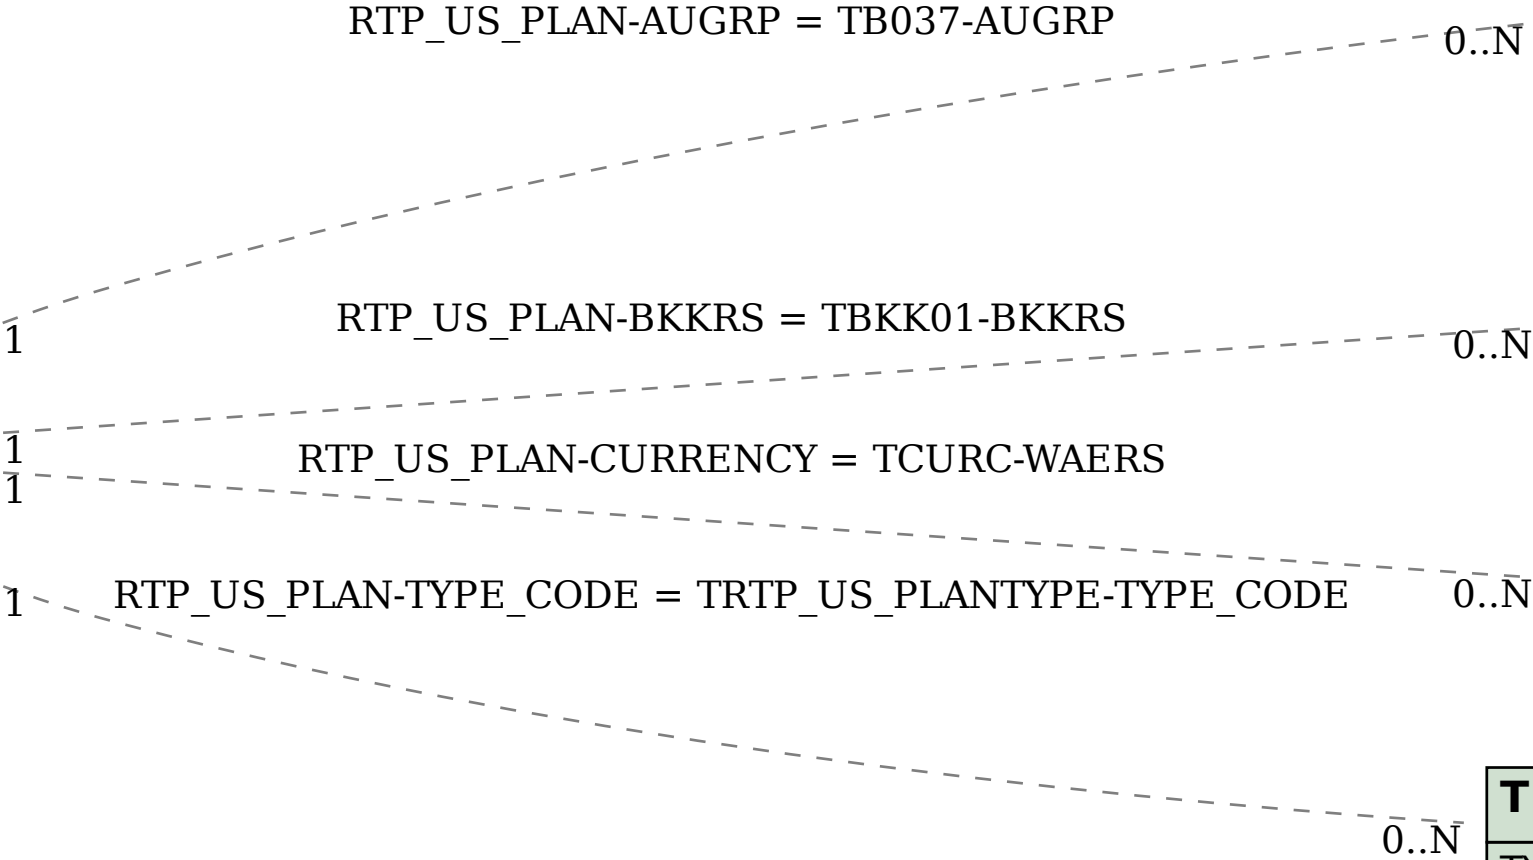 RTP_US_PLAN-AUGRP = TB037-AUGRP
0..N
1
RTP_US_PLAN-BKKRS = TBKK01-BKKRS
0..N
1
RTP_US_PLAN-CURRENCY = TCURC-WAERS
1
0..N
RTP_US_PLAN-TYPE_CODE = TRTP_US_PLANTYPE-TYPE_CODE
1
0..N
T